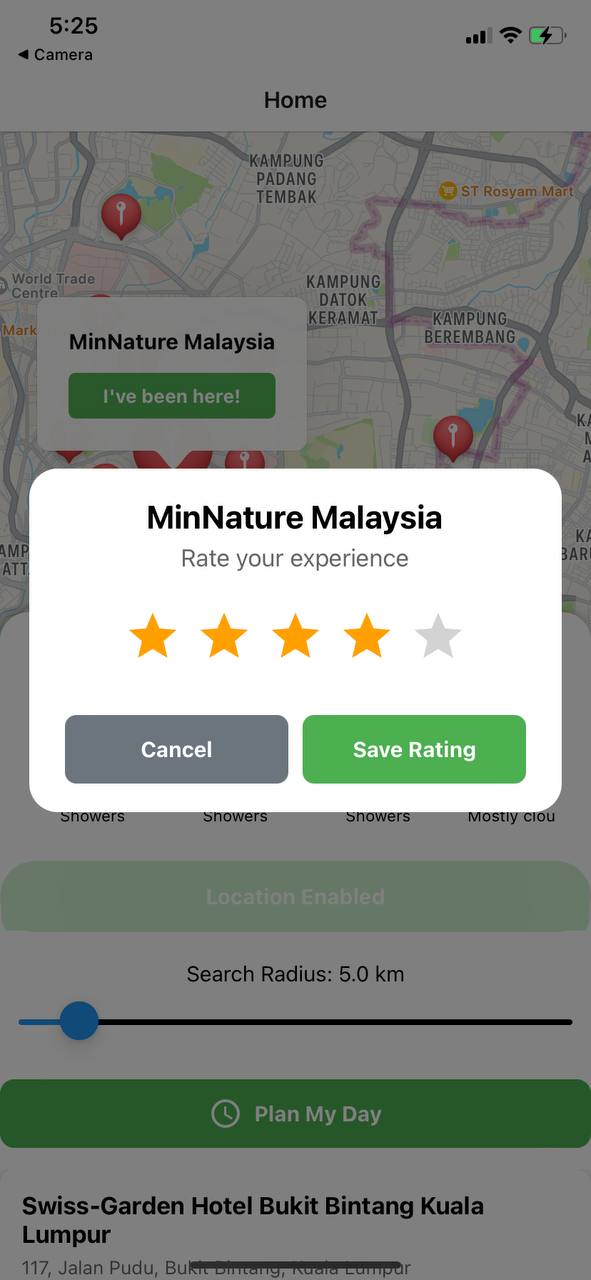 5:25
◀ Camera
Home
KAMPUNG
PADANG
TEMBAK
ST Rosyam Mart
World Trade
Centre
KAMPUNG
DATOK
KERAMAT
Mark
KAMPUNG
BEREMBANG
MinNature Malaysia
I've been here!
MinNature Malaysia
Rate your experience
Cancel
Save Rating
Showers
Showers
Showers
Mostly clou
Location Enabled
Search Radius: 5.0 km
Plan My Day
Swiss-Garden Hotel Bukit Bintang Kuala
Lumpur
117, Jalan Pudu, Bukit Bintang, Kuala Lumpur